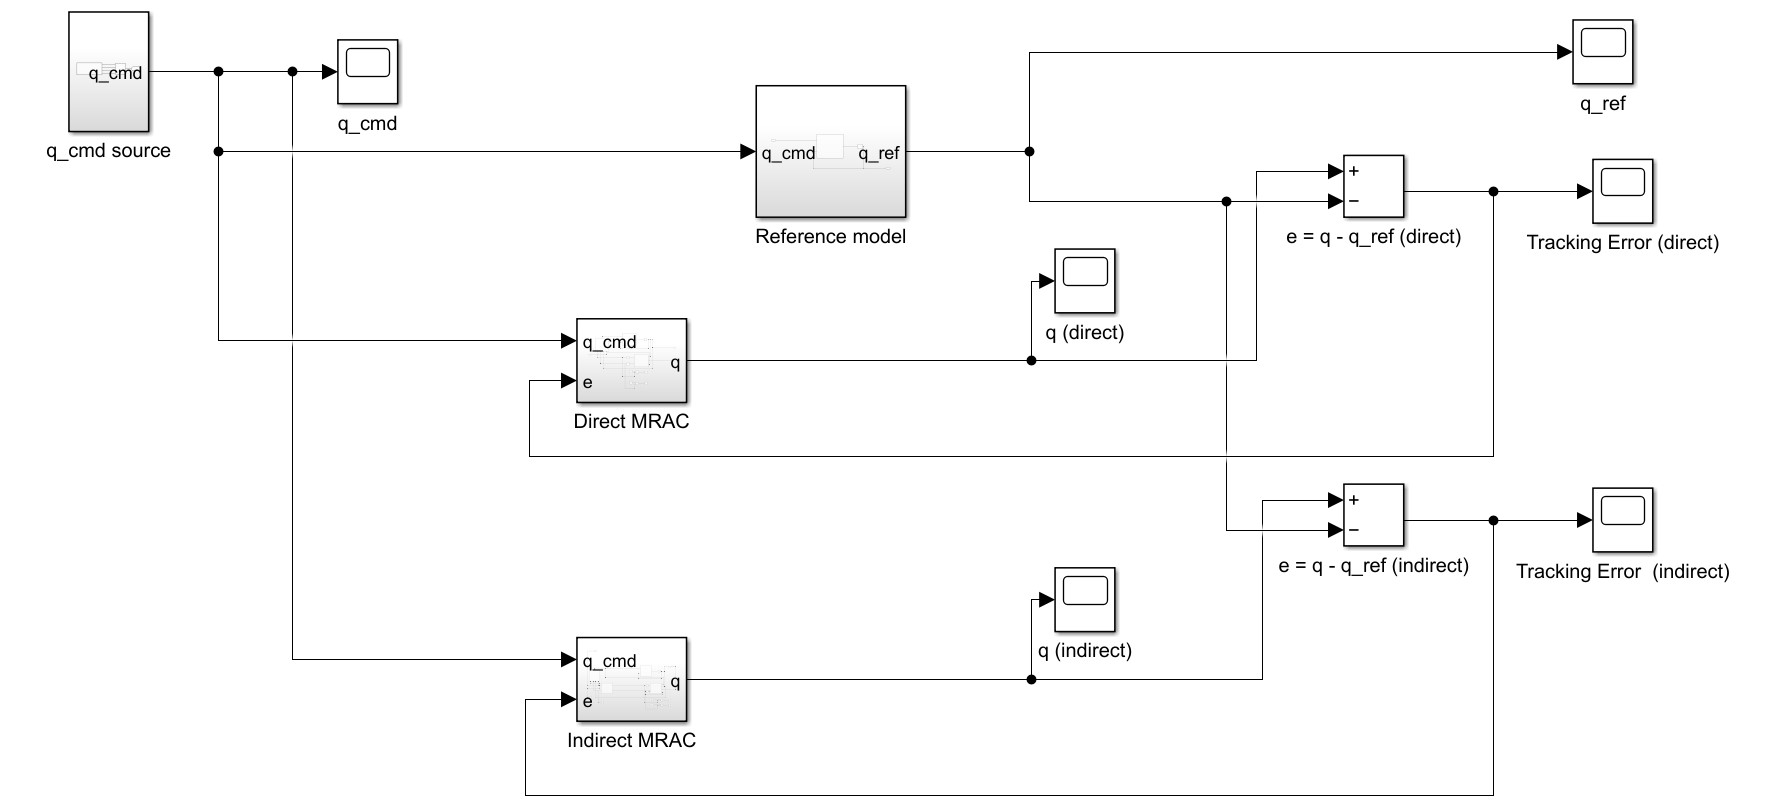 q_cmd
q_cmd source
q_cmd
q_cmd
q_ref
Reference model
q_ref
+
−
e = q - q_ref (direct)
Tracking Error (direct)
q (direct)
q_cmd
q
e
Direct MRAC
+
−
e = q - q_ref (indirect)
Tracking Error  (indirect)
q (indirect)
q_cmd
q
e
Indirect MRAC